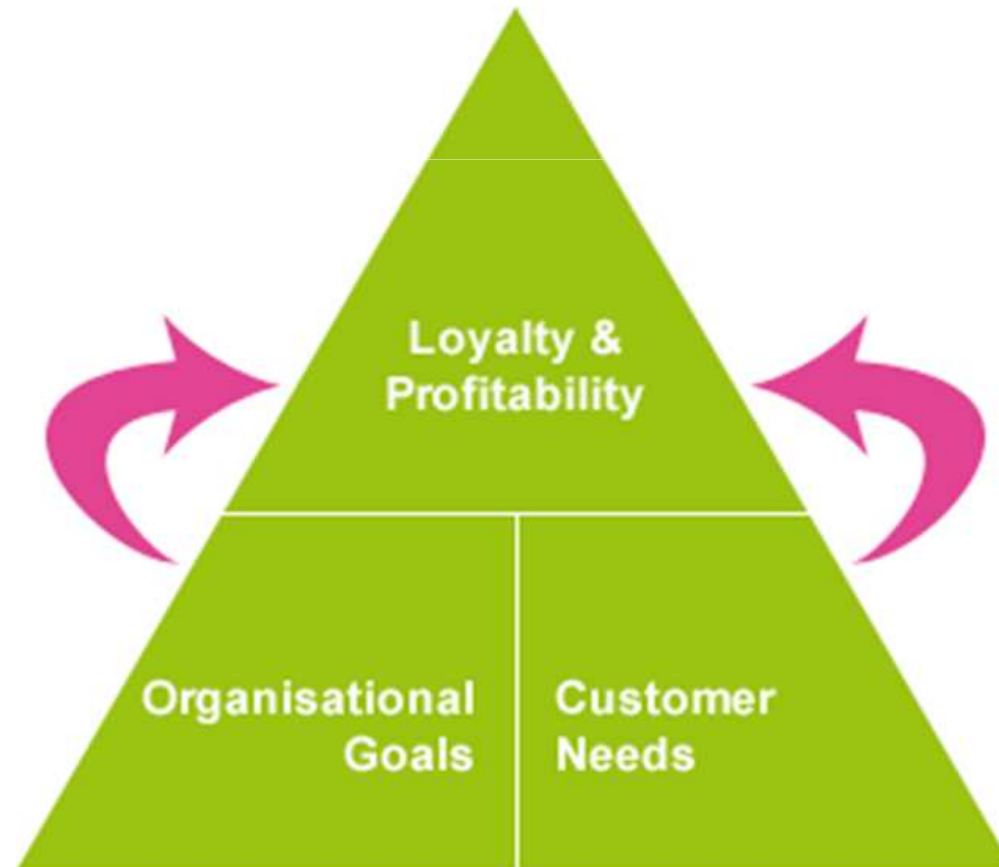 Loyalty &
Profitability
Organisational
Goals
Customer
Needs